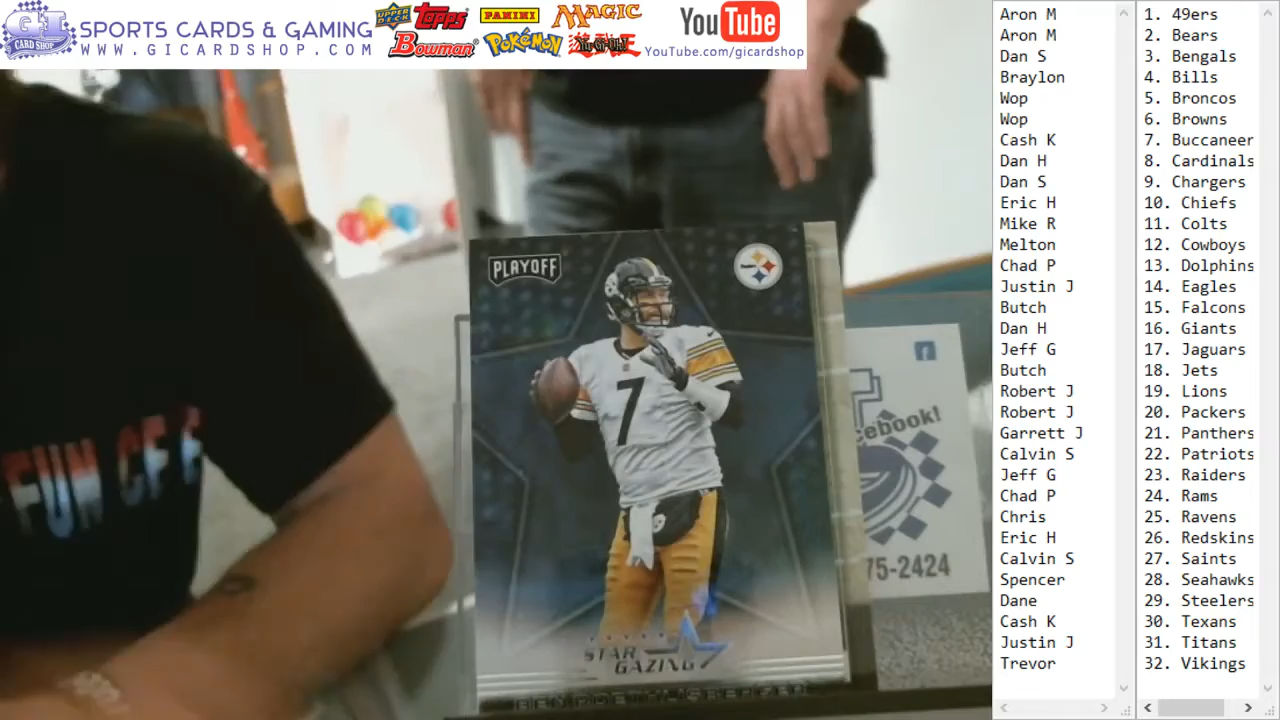 GI
CARD SHOP
SPORTS CARDS & GAMING
WWW.GICARDSHOP.COM
UPPER DECK
Topps
PANINI
MAGIC
Bowman
Pokémon
YouTube
YouTube.com/gicardshop
PLAYOFF
Steelers
7
STAR
GAZING
BEN ROETHLISBERGER
FUN
f
cebook!
75-2424
Aron M
Aron M
Dan S
Braylon
Wop
Wop
Cash K
Dan H
Dan S
Eric H
Mike R
Melton
Chad P
Justin J
Butch
Dan H
Jeff G
Butch
Robert J
Robert J
Garrett J
Calvin S
Jeff G
Chad P
Chris
Eric H
Calvin S
Spencer
Dane
Cash K
Justin J
Trevor
1. 49ers
2. Bears
3. Bengals
4. Bills
5. Broncos
6. Browns
7. Buccaneer
8. Cardinals
9. Chargers
10. Chiefs
11. Colts
12. Cowboys
13. Dolphins
14. Eagles
15. Falcons
16. Giants
17. Jaguars
18. Jets
19. Lions
20. Packers
21. Panthers
22. Patriots
23. Raiders
24. Rams
25. Ravens
26. Redskins
27. Saints
28. Seahawks
29. Steelers
30. Texans
31. Titans
32. Vikings